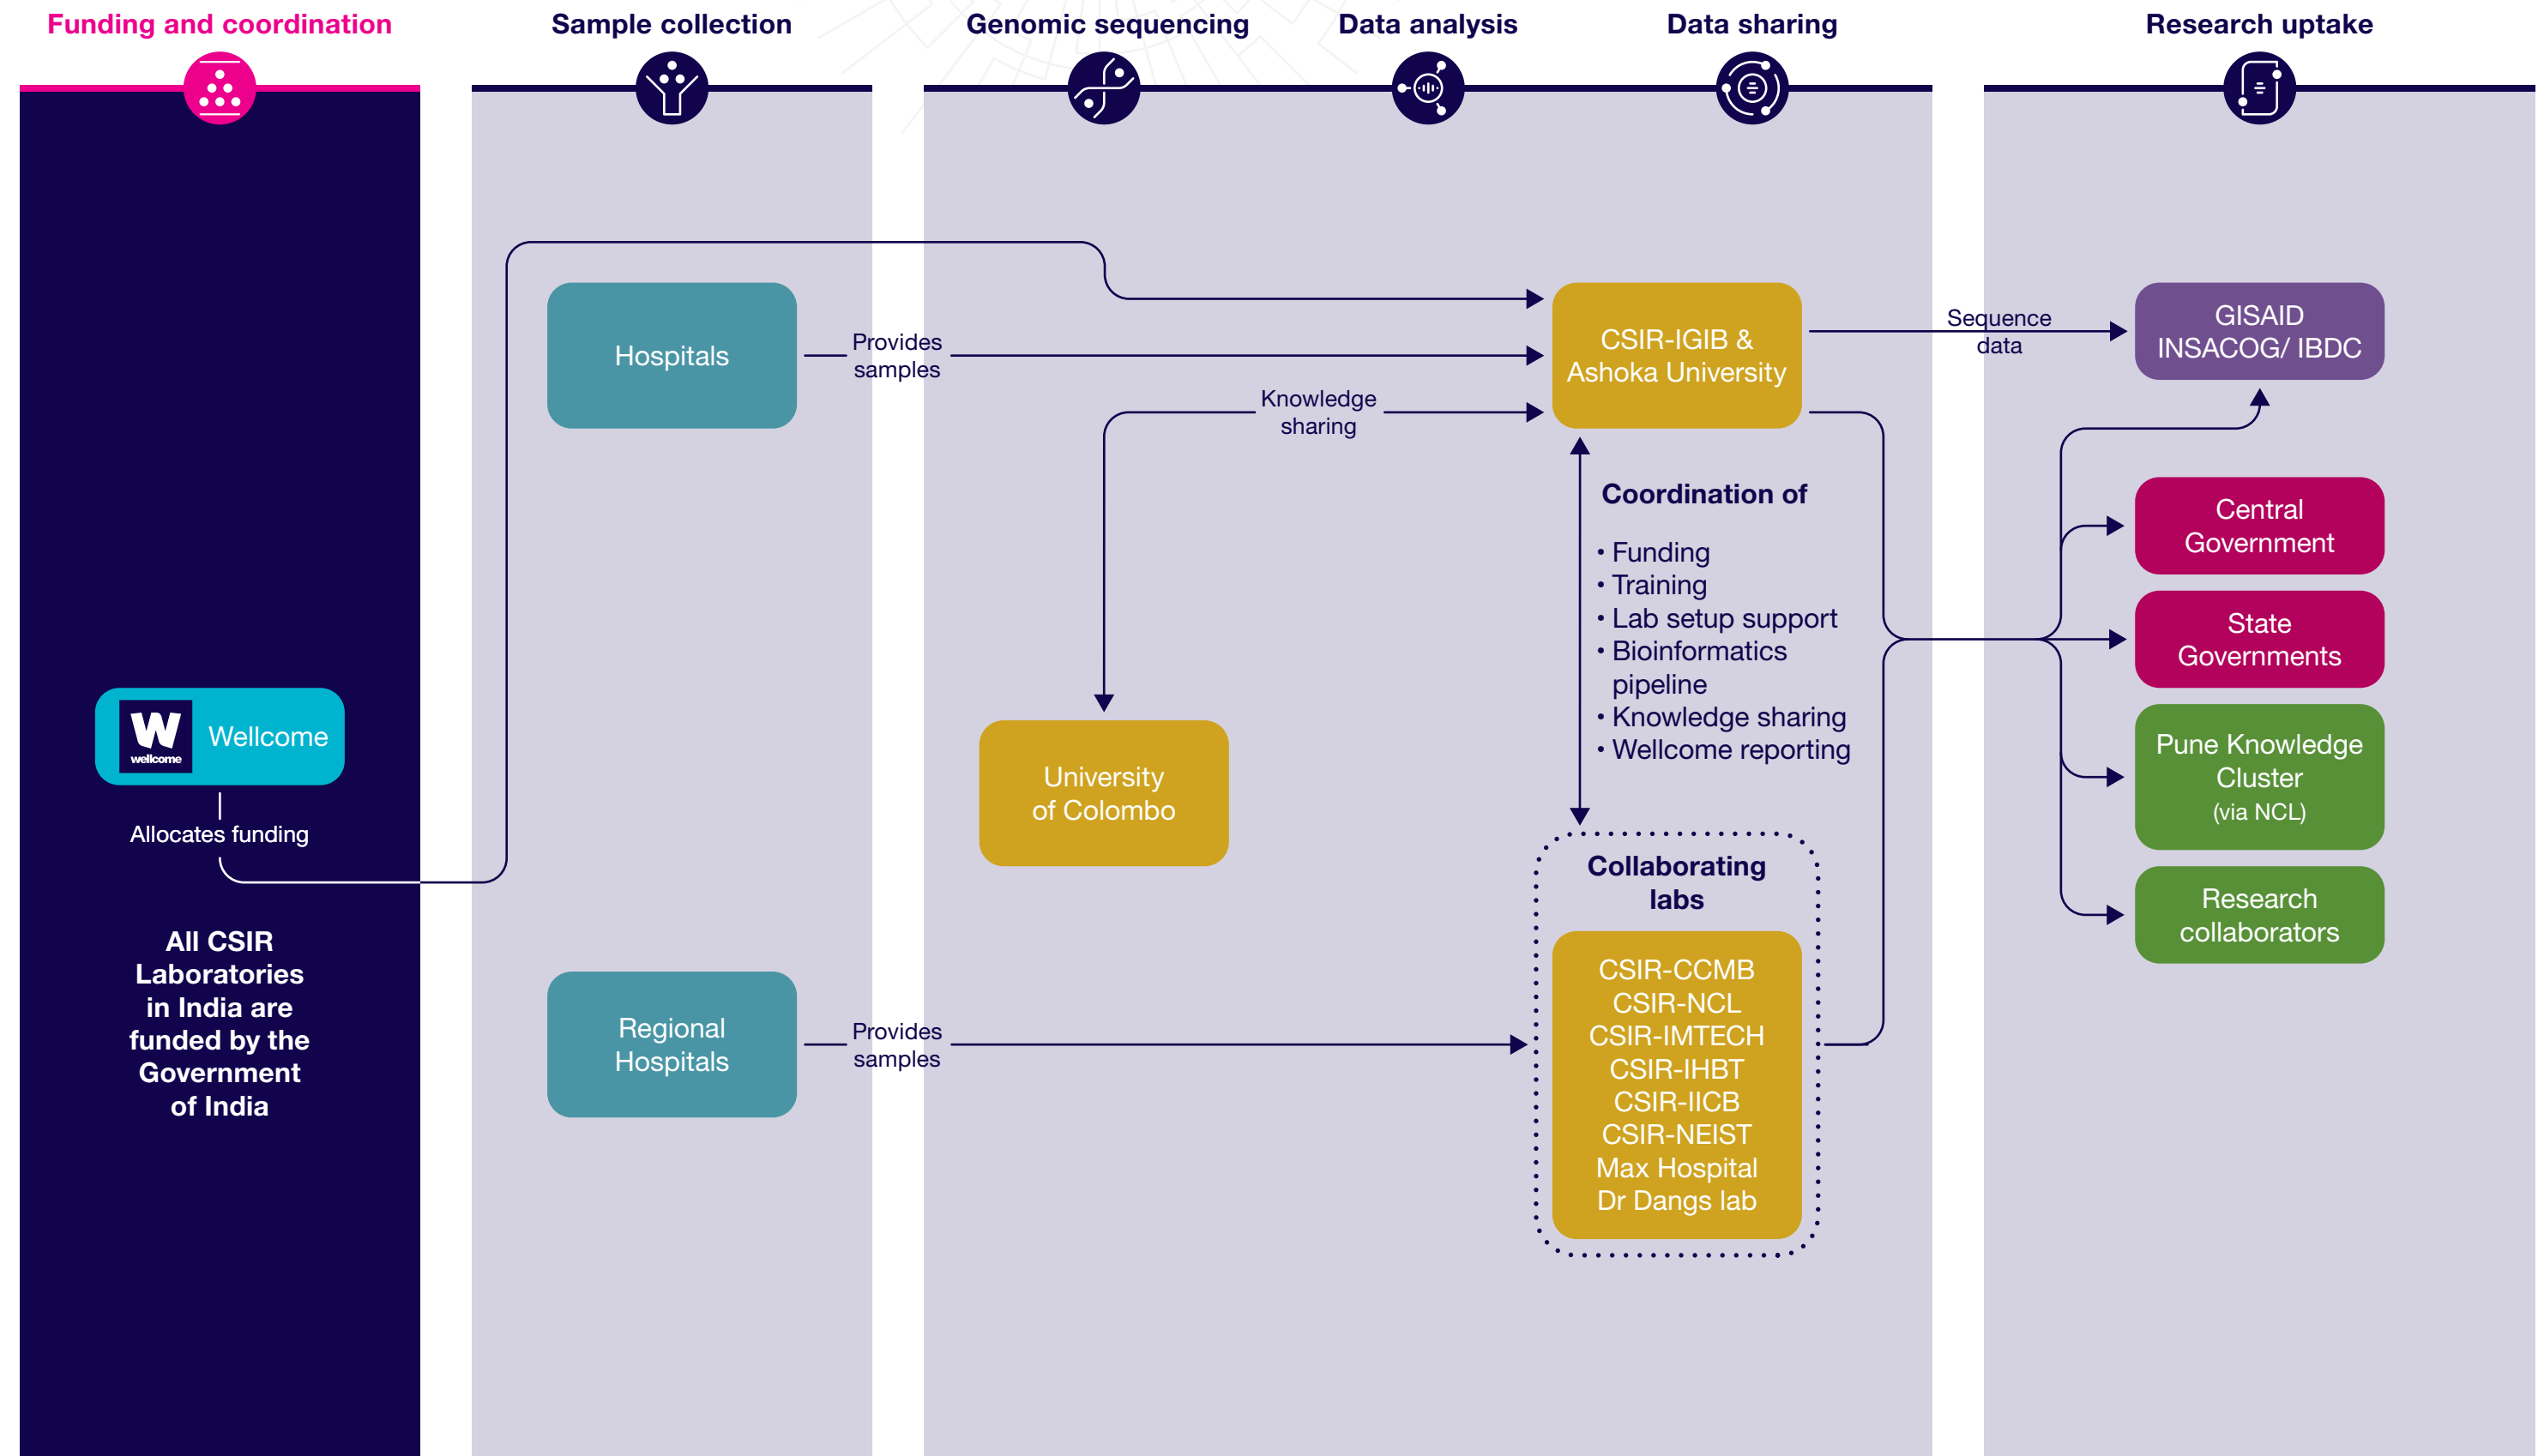 Funding and coordination
Sample collection
Genomic sequencing
Data analysis
Data sharing
Research uptake
wellcome
Wellcome
Allocates funding
All CSIR
Laboratories
in India are
funded by the
Government
of India
Hospitals
Provides
samples
Regional
Hospitals
Provides
samples
Knowledge
sharing
University
of Colombo
CSIR-IGIB &
Ashoka University
Coordination of
• Funding
• Training
• Lab setup support
• Bioinformatics
pipeline
• Knowledge sharing
• Wellcome reporting
Collaborating
labs
CSIR-CCMB
CSIR-NCL
CSIR-IMTECH
CSIR-IHBT
CSIR-IICB
CSIR-NEIST
Max Hospital
Dr Dangs lab
Sequence
data
GISAID
INSACOG/ IBDC
Central
Government
State
Governments
Pune Knowledge
Cluster
(via NCL)
Research
collaborators